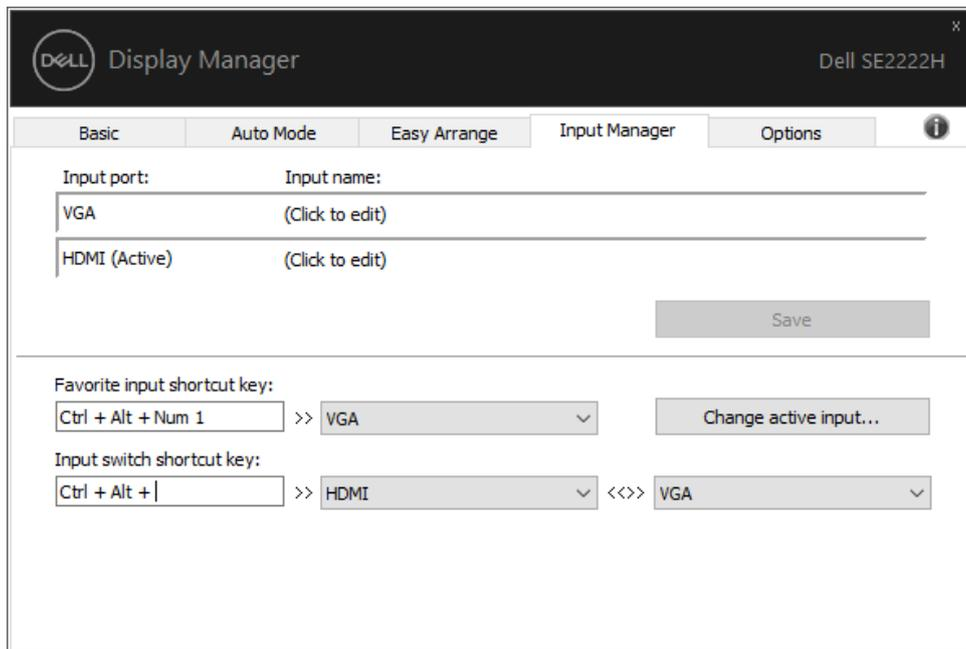 x
DELL Display Manager Dell SE2222H
Basic Auto Mode Easy Arrange Input Manager Options i
Input port: Input name:
VGA (Click to edit)
HDMI (Active) (Click to edit)
Save
Favorite input shortcut key:
Ctrl + Alt + Num 1 >> VGA Change active input...
Input switch shortcut key:
Ctrl + Alt + >> HDMI <<>> VGA